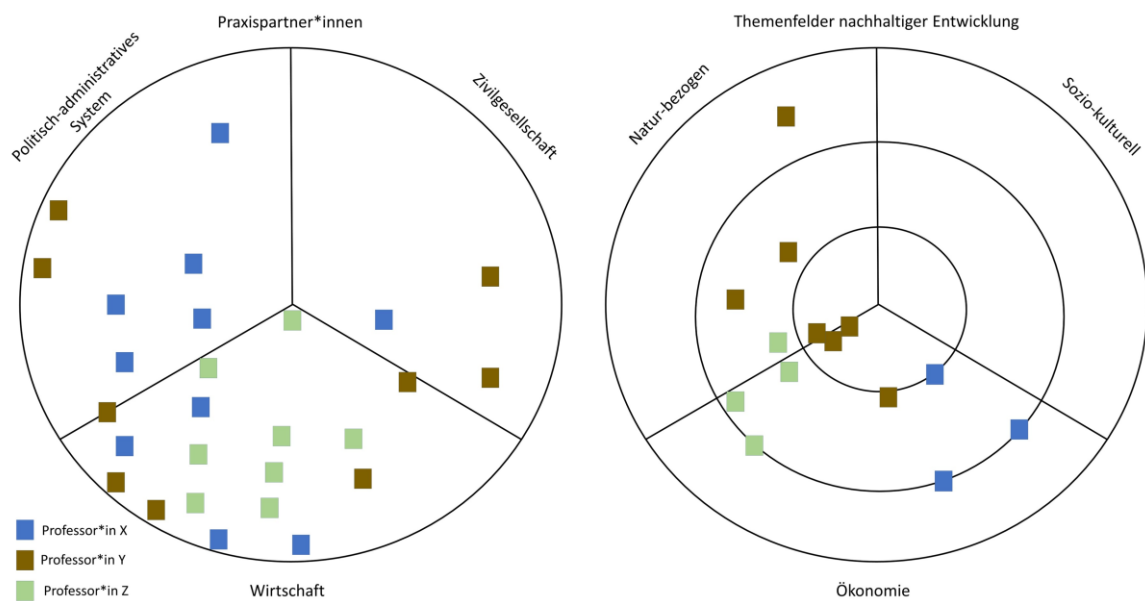 Praxispartner*innen
Politisch-administratives
System
Zivilgesellschaft
Wirtschaft
Professor*in X
Professor*in Y
Professor*in Z
Themenfelder nachhaltiger Entwicklung
Natur-bezogen
Sozio-kulturell
Ökonomie